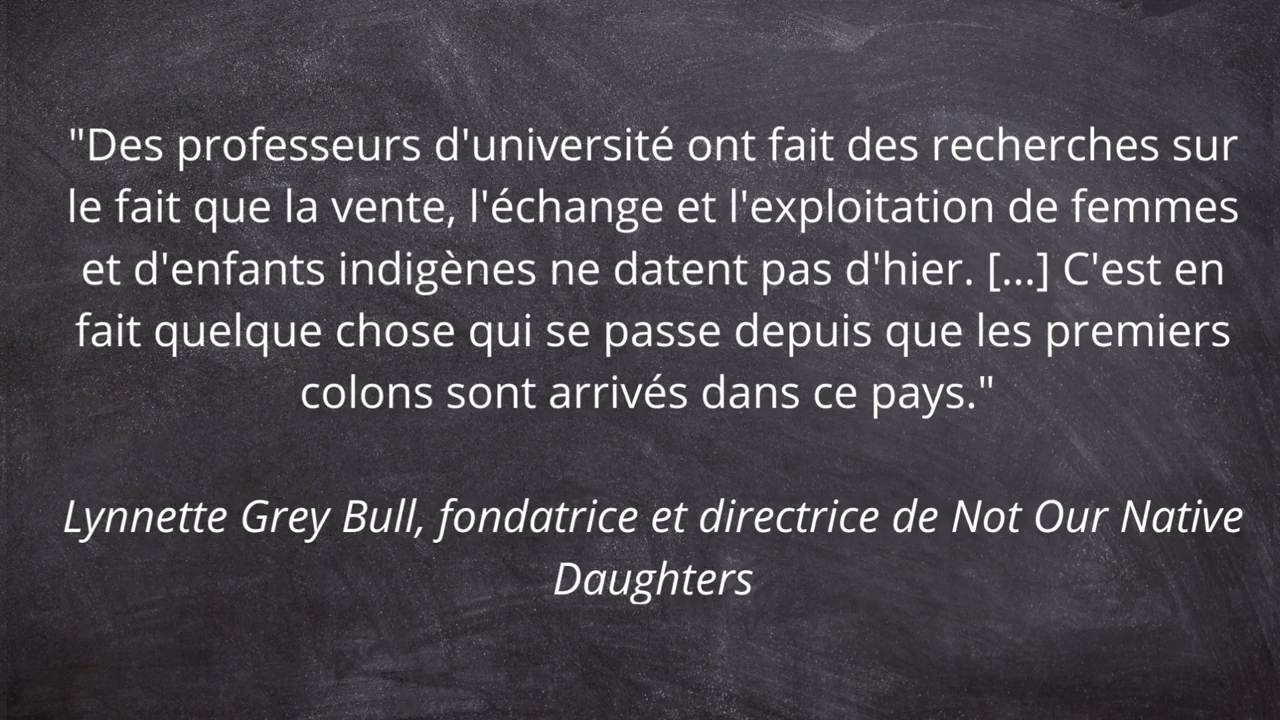 "Des professeurs d'université ont fait des recherches sur
le fait que la vente, l'échange et l'exploitation de femmes
et d'enfants indigènes ne datent pas d'hier. [...] C'est en
fait quelque chose qui se passe depuis que les premiers
colons sont arrivés dans ce pays."
Lynnette Grey Bull, fondatrice et directrice de Not Our Native
Daughters